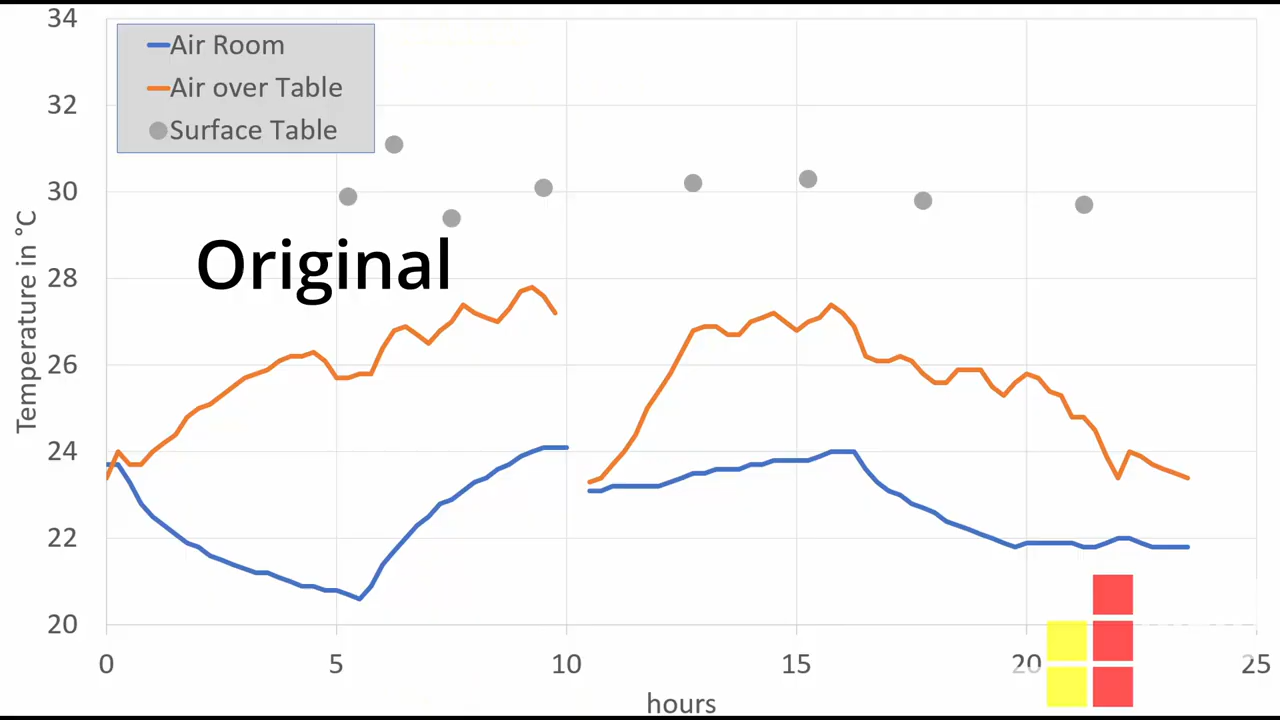 34
Air Room
Air over Table
32
Surface Table
30
Temperature in °C
Original
28
26
24
22
20
0 5 10 15 20 25
hours